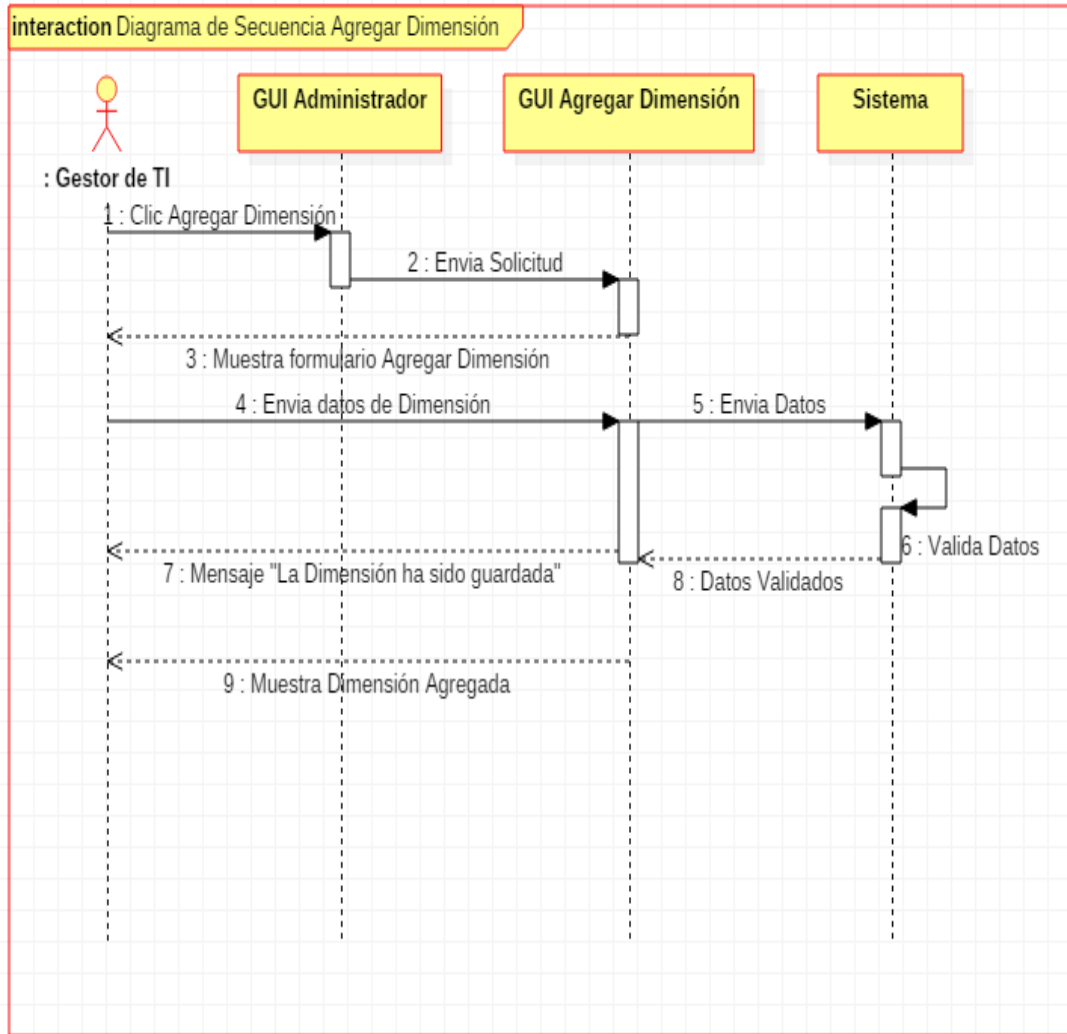 interaction Diagrama de Secuencia Agregar Dimensión
GUI Administrador
GUI Agregar Dimensión
Sistema
: Gestor de TI
1 : Clic Agregar Dimensión
2 : Envia Solicitud
3 : Muestra formulario Agregar Dimensión
4 : Envia datos de Dimensión
5 : Envia Datos
6 : Valida Datos
7 : Mensaje "La Dimensión ha sido guardada"
8 : Datos Validados
9 : Muestra Dimensión Agregada